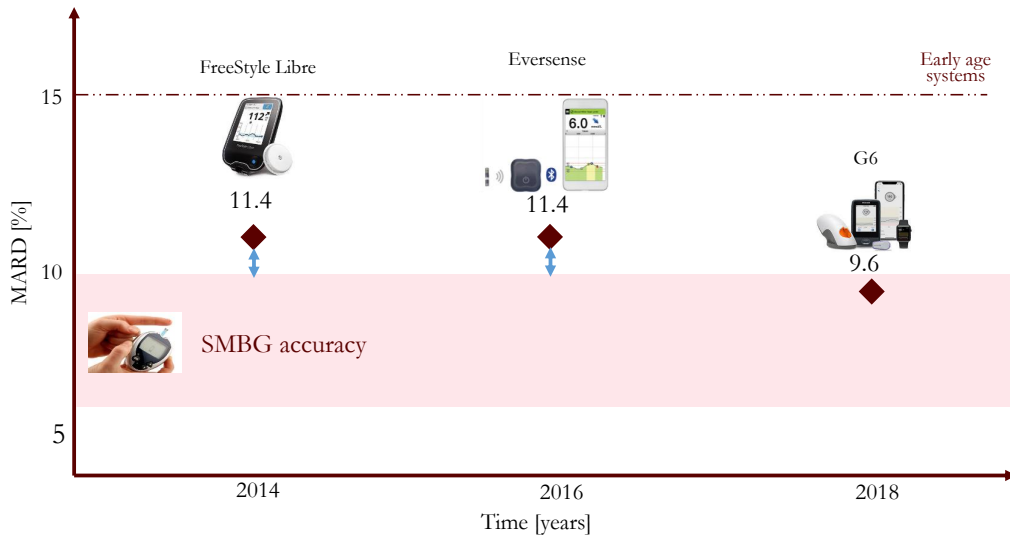 FreeStyle Libre
Eversense
Early age
systems
15
112
6.0
G6
11.4
11.4
9.6
MARD [%]
10
SMBG accuracy
5
2014
2016
2018
Time [years]